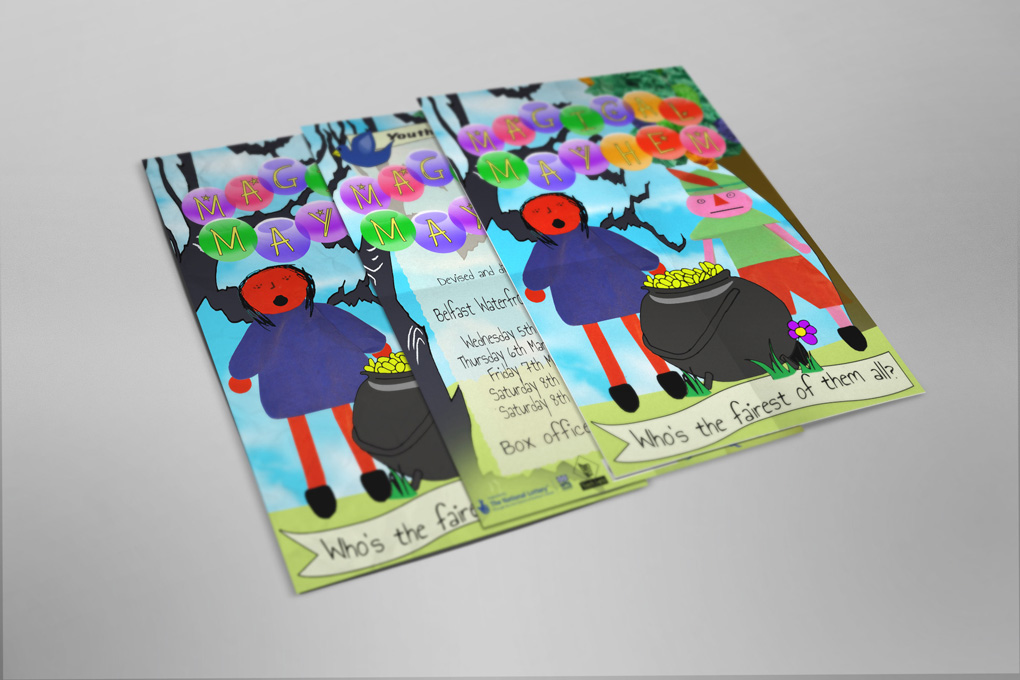 MAG
MAY
Who's the fair
Youth
MAG
MAY
Devised and d
Belfast Waterfr
Wednesday 5th
Thursday 6th Mar
Friday 7th M
Saturday 8th
Saturday 8th
Box office
The National Lottery
MAGICAL
MAYHEM
Who's the fairest of them all?